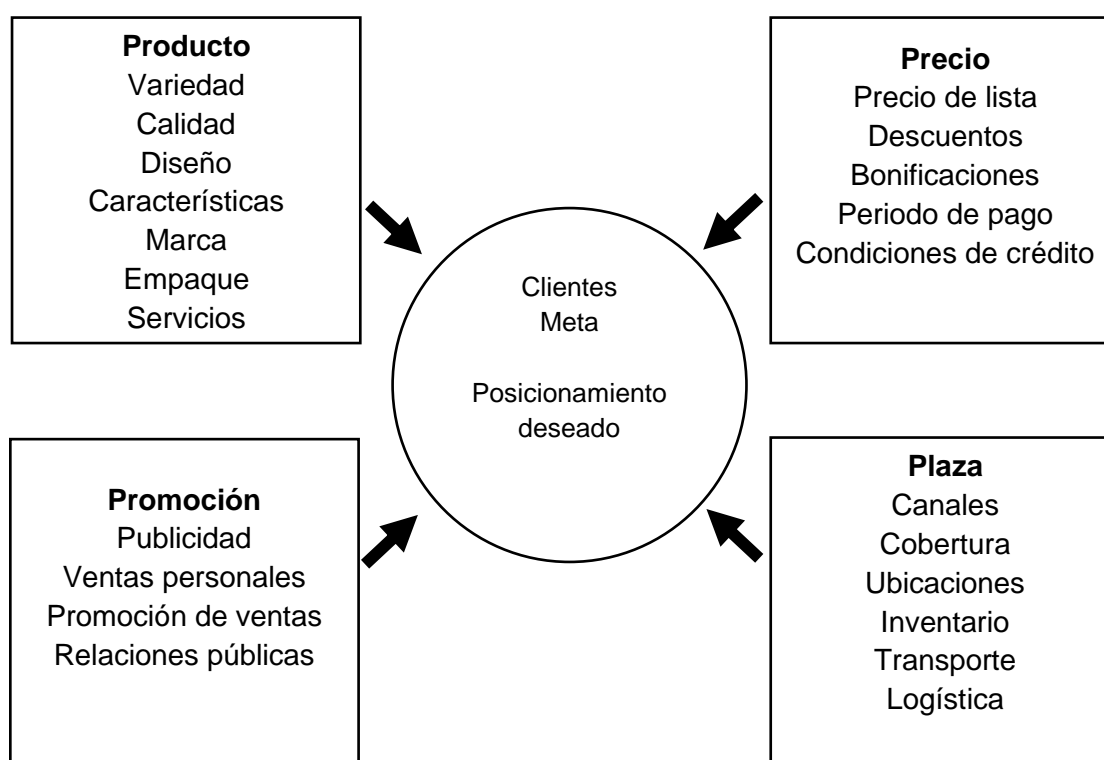 Producto
Variedad
Calidad
Diseño
Características
Marca
Empaque
Servicios
Precio
Precio de lista
Descuentos
Bonificaciones
Periodo de pago
Condiciones de crédito
Clientes
Meta
Posicionamiento
deseado
Promoción
Publicidad
Ventas personales
Promoción de ventas
Relaciones públicas
Plaza
Canales
Cobertura
Ubicaciones
Inventario
Transporte
Logística